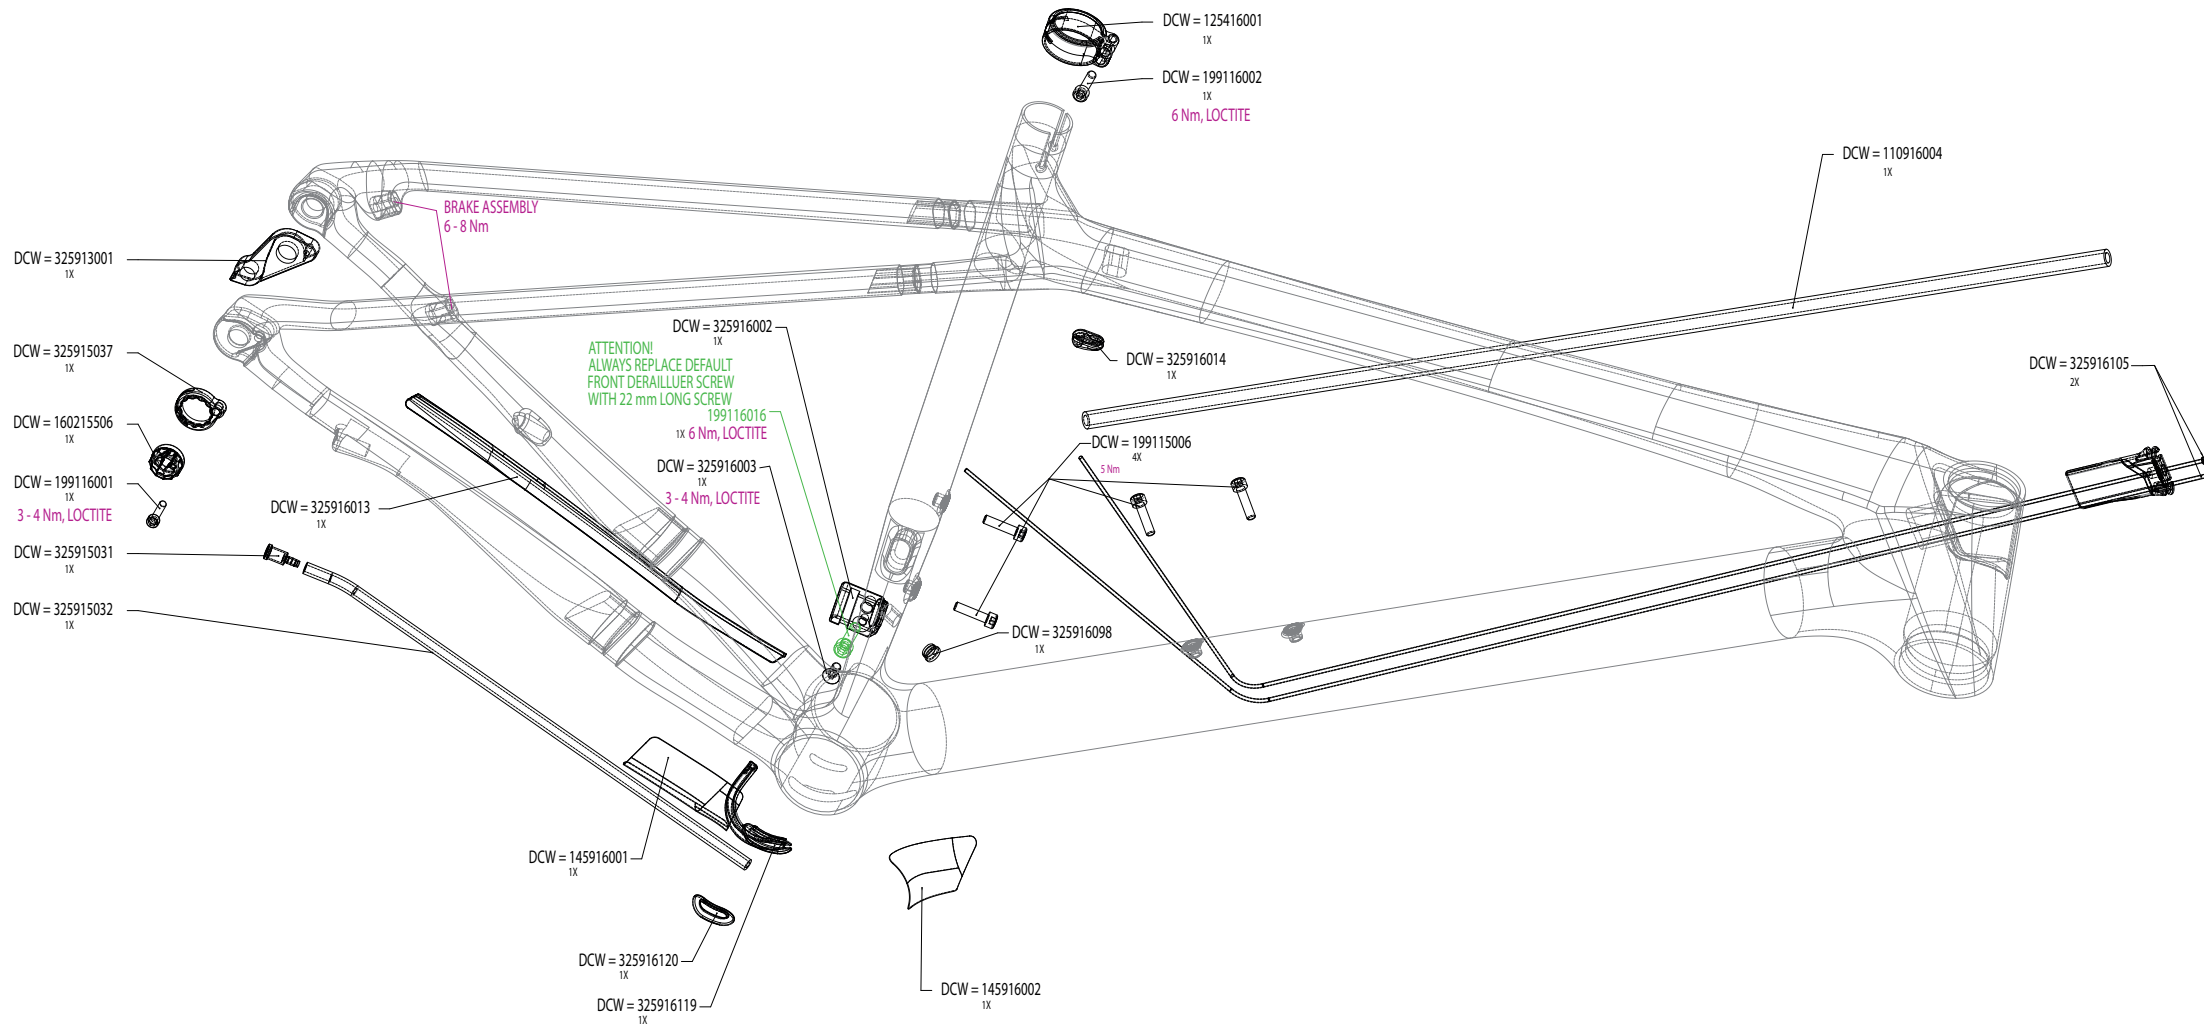 DCW = 125416001
1X
DCW = 199116002
1X
6 Nm, LOCTITE
DCW = 110916004
1X
BRAKE ASSEMBLY
6 - 8 Nm
DCW = 325913001
1X
DCW = 325916002
1X
ATTENTION!
ALWAYS REPLACE DEFAULT
FRONT DERAILLUER SCREW
WITH 22 mm LONG SCREW
199116016
1X 6 Nm, LOCTITE
DCW = 325915037
1X
DCW = 325916014
1X
DCW = 325916105
2X
DCW = 160215506
1X
DCW = 199115006
4X
5 Nm
DCW = 325916003
1X
3 - 4 Nm, LOCTITE
DCW = 199116001
1X
3 - 4 Nm, LOCTITE
DCW = 325916013
1X
DCW = 325915031
1X
DCW = 325915032
1X
DCW = 325916098
1X
DCW = 145916001
1X
DCW = 325916120
1X
DCW = 325916119
1X
DCW = 145916002
1X